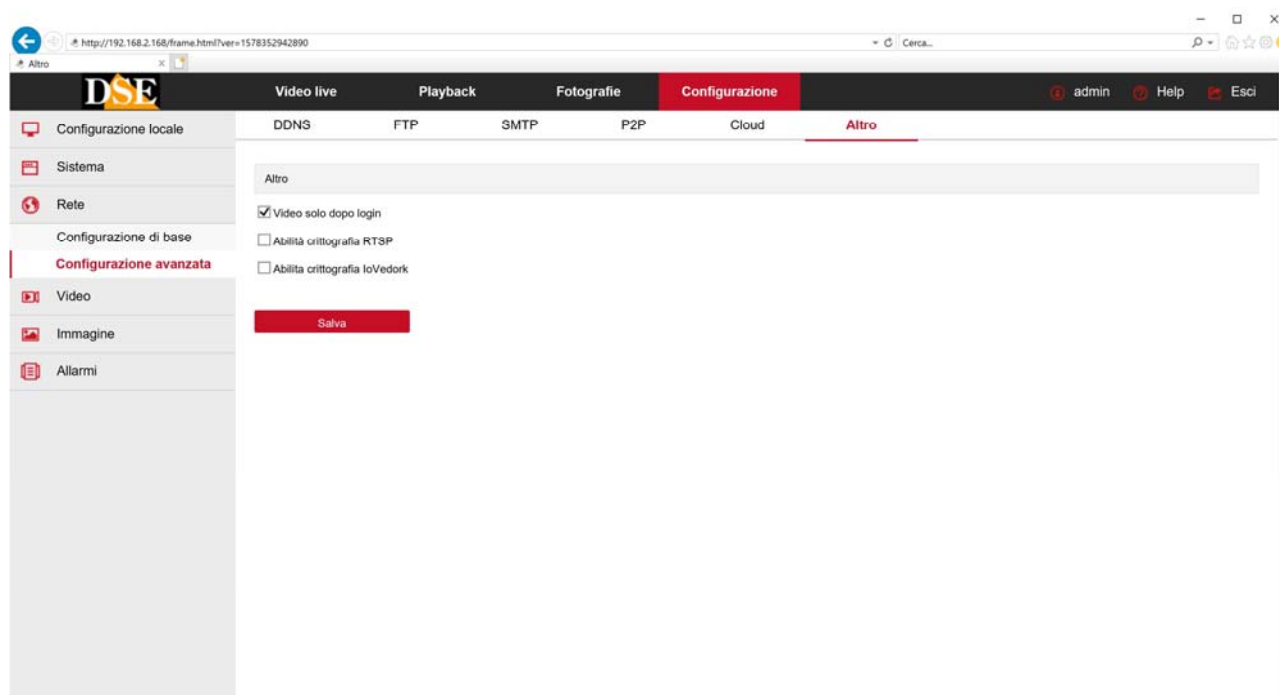 http://192.168.2.168/frame.html?ver=1578352942890
Cerca...
Altro
DSE
Video live
Playback
Fotografie
Configurazione
admin
Help
Esci
Configurazione locale
DDNS
FTP
SMTP
P2P
Cloud
Altro
Sistema
Altro
Rete
Video solo dopo login
Configurazione di base
Abilità crittografia RTSP
Configurazione avanzata
Abilita crittografia IoVedork
Video
Salva
Immagine
Allarmi